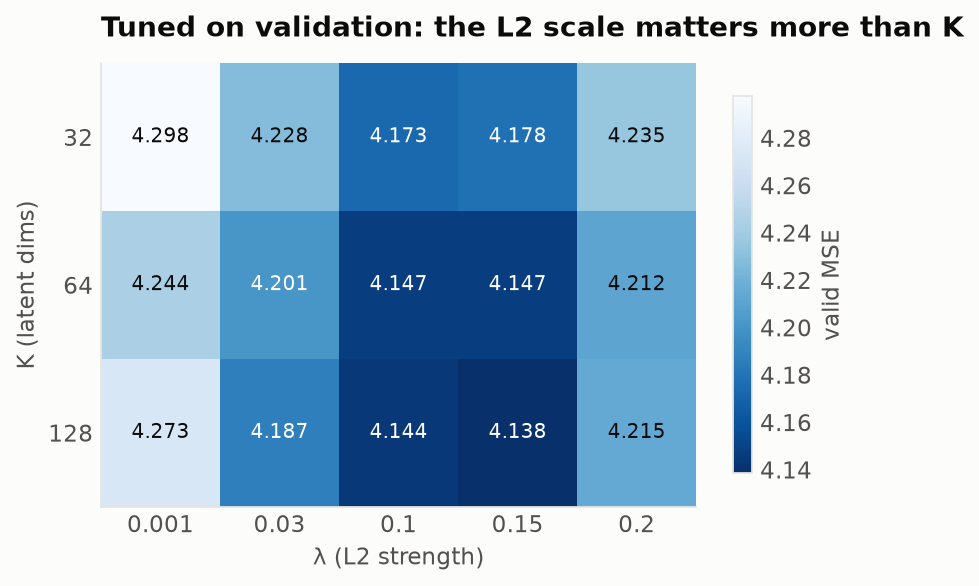 Tuned on validation: the L2 scale matters more than K
32
4.298 4.228 4.173 4.178 4.235
64
4.244 4.201 4.147 4.147 4.212
128
4.273 4.187 4.144 4.138 4.215
K (latent dims)
0.001 0.03 0.1 0.15 0.2
λ (L2 strength)
4.28
4.26
4.24
4.22
4.20
4.18
4.16
4.14
valid MSE